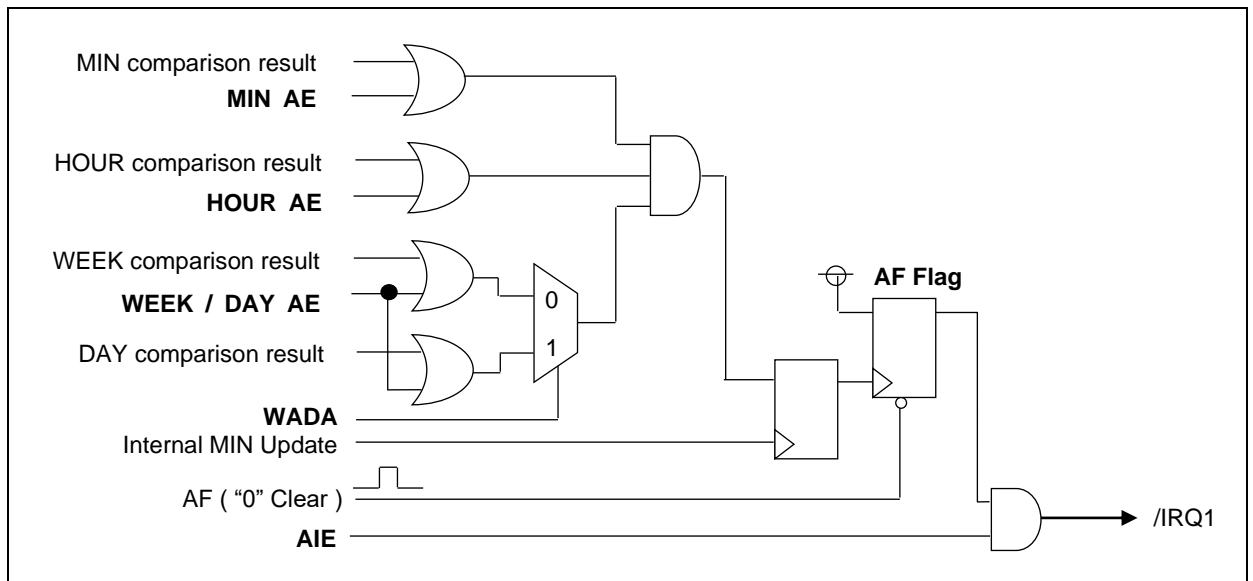 MIN comparison result
MIN AE
HOUR comparison result
HOUR AE
WEEK comparison result
WEEK / DAY AE
DAY comparison result
WADA
Internal MIN Update
AF ( “0” Clear )
AIE
0
1
AF Flag
/IRQ1